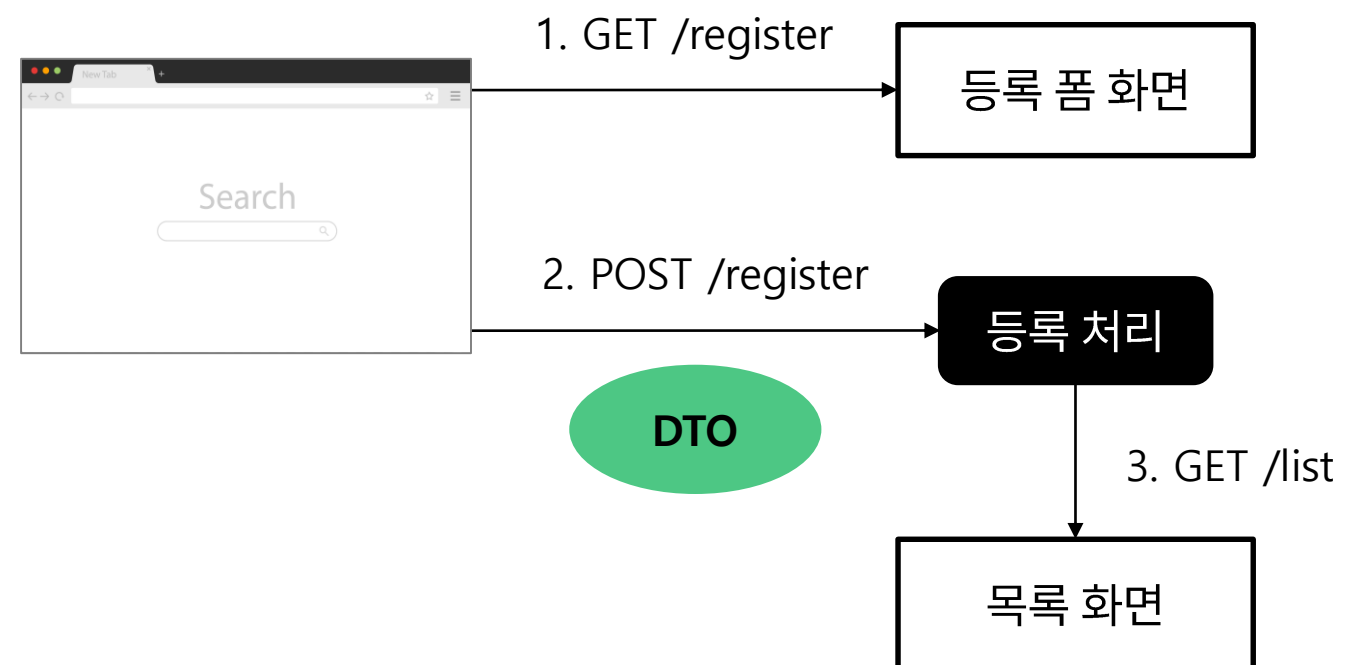 1. GET /register
New Tab
등록 폼 화면
Search
2. POST /register
등록 처리
DTO
3. GET /list
목록 화면